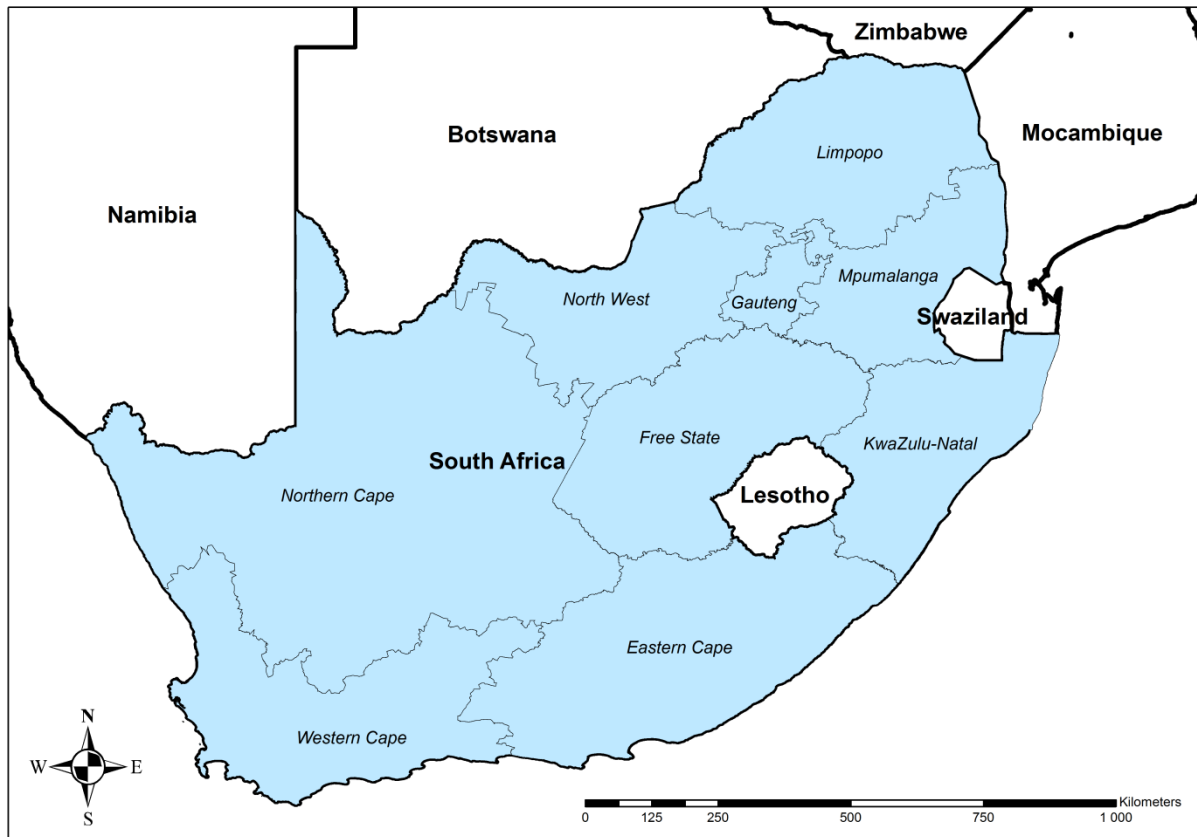 Zimbabwe
Botswana
Mocambique
Limpopo
Namibia
Mpumalanga
North West
Gauteng
Swaziland
Free State
KwaZulu-Natal
South Africa
Northern Cape
Lesotho
Eastern Cape
Western Cape
N
W E
S
Kilometers
0 125 250 500 750 1 000